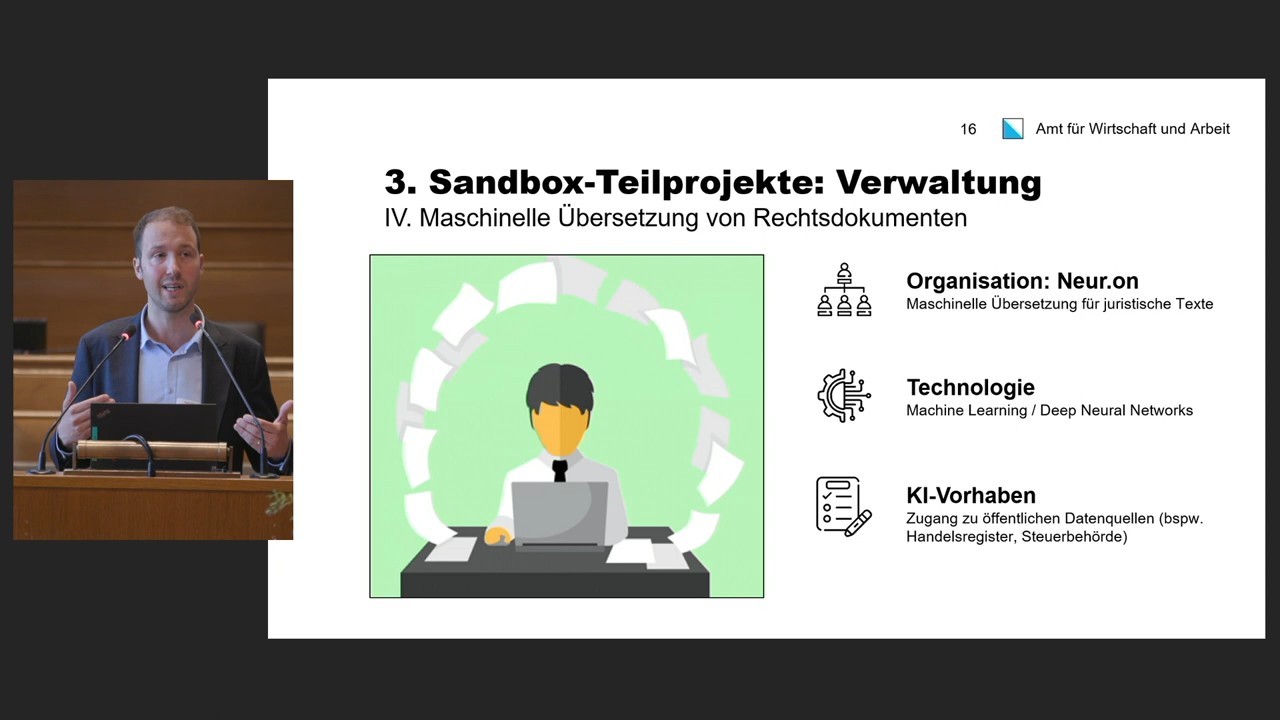 16
Amt für Wirtschaft und Arbeit
3. Sandbox-Teilprojekte: Verwaltung
IV. Maschinelle Übersetzung von Rechtsdokumenten
Organisation: Neur.on
Maschinelle Übersetzung für juristische Texte
Technologie
Machine Learning / Deep Neural Networks
KI-Vorhaben
Zugang zu öffentlichen Datenquellen (bspw.
Handelsregister, Steuerbehörde)